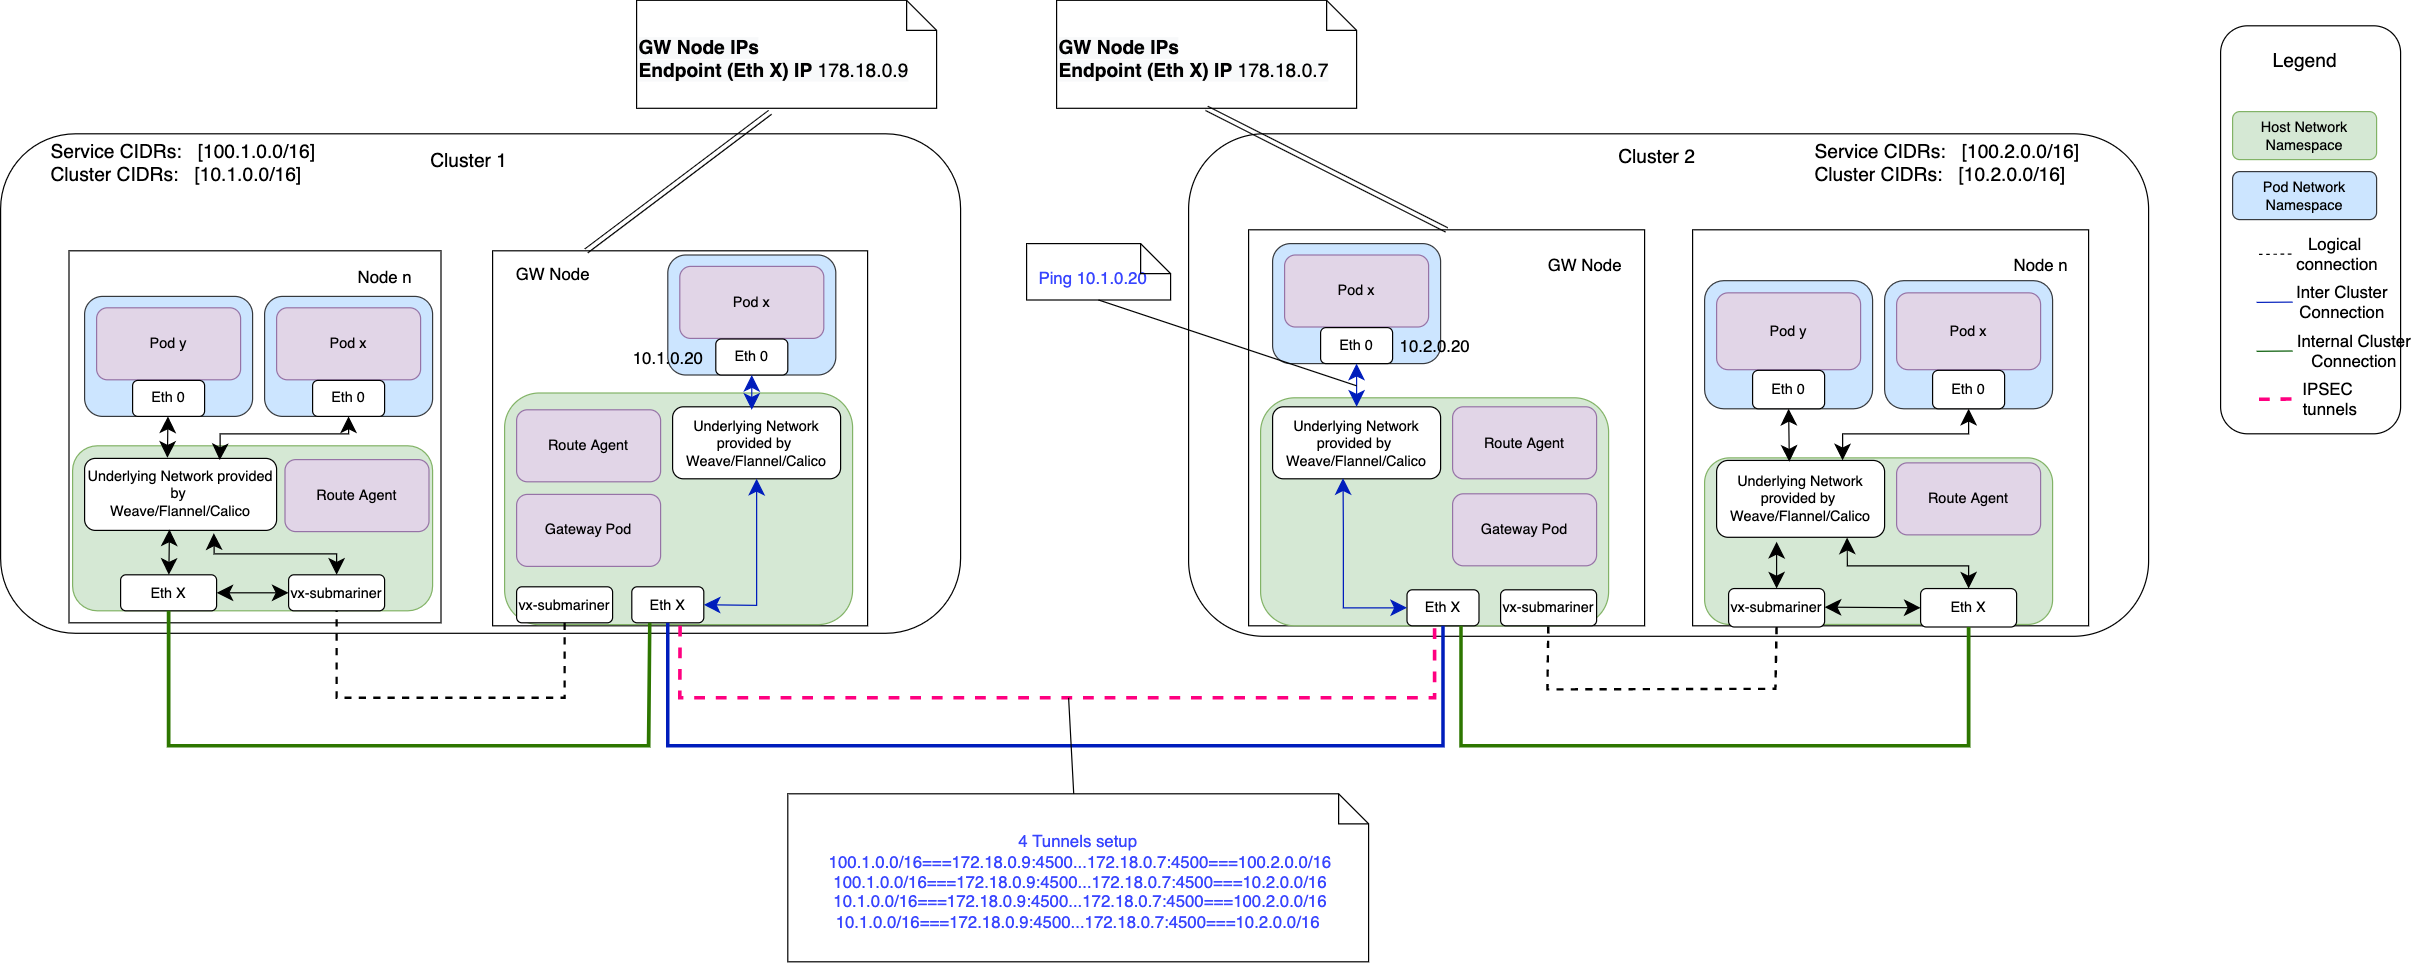 GW Node IPs
Endpoint (Eth X) IP 178.18.0.9
GW Node IPs
Endpoint (Eth X) IP 178.18.0.7
Service CIDRs: [100.1.0.0/16]
Cluster CIDRs: [10.1.0.0/16]
Cluster 1
Node n
Pod y
Eth 0
Pod x
Eth 0
Underlying Network provided
by
Weave/Flannel/Calico
Route Agent
Eth X
vx-submariner
GW Node
Pod x
10.1.0.20
Eth 0
Route Agent
Underlying Network
provided by
Weave/Flannel/Calico
Gateway Pod
vx-submariner
Eth X
Ping 10.1.0.20
Cluster 2
Service CIDRs: [100.2.0.0/16]
Cluster CIDRs: [10.2.0.0/16]
GW Node
Pod x
Eth 0
10.2.0.20
Underlying Network
provided by
Weave/Flannel/Calico
Route Agent
Gateway Pod
Eth X
vx-submariner
Node n
Pod y
Eth 0
Pod x
Eth 0
Underlying Network
provided by
Weave/Flannel/Calico
Route Agent
vx-submariner
Eth X
4 Tunnels setup
100.1.0.0/16===172.18.0.9:4500...172.18.0.7:4500===100.2.0.0/16
100.1.0.0/16===172.18.0.9:4500...172.18.0.7:4500===10.2.0.0/16
10.1.0.0/16===172.18.0.9:4500...172.18.0.7:4500===100.2.0.0/16
10.1.0.0/16===172.18.0.9:4500...172.18.0.7:4500===10.2.0.0/16
Legend
Host Network
Namespace
Pod Network
Namespace
Logical
connection
Inter Cluster
Connection
Internal Cluster
Connection
IPSEC
tunnels